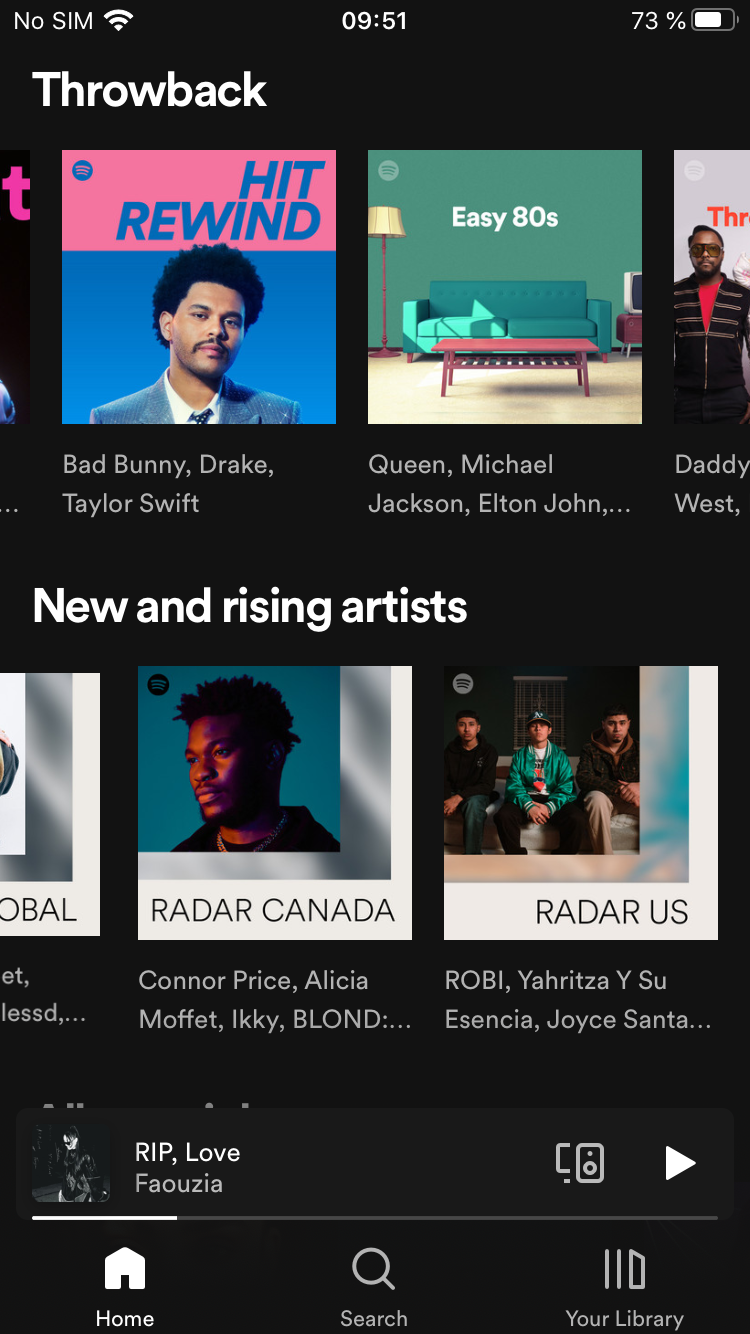 No SIM 09:51 73 %
Throwback
t
HIT
REWIND
Easy 80s
Thr
Bad Bunny, Drake,
Taylor Swift
Queen, Michael
Jackson, Elton John,...
Daddy
West,
...
New and rising artists
OBAL
RADAR CANADA
RADAR US
et,
lessd,...
Connor Price, Alicia
Moffet, Ikky, BLOND:...
ROBI, Yahritza Y Su
Esencia, Joyce Santa...
RIP, Love
Faouzia
Home
Search
Your Library